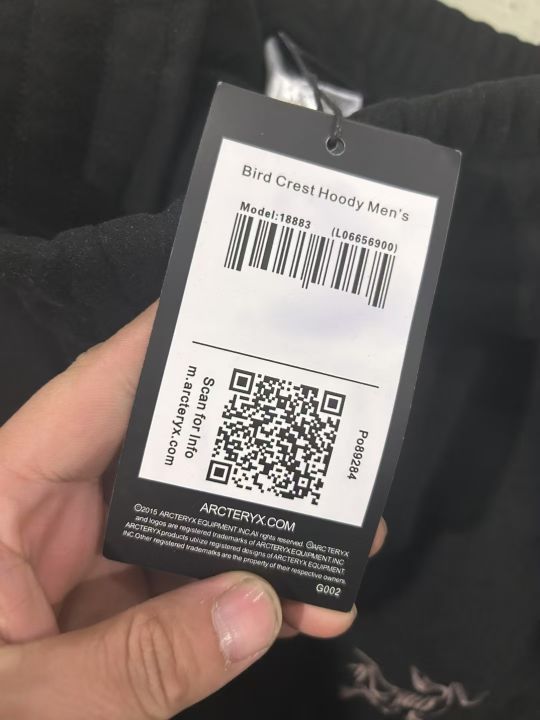 Bird Crest Hoody Men's
Model:18883 (L06656900)
Scan for Info
m.arcteryx.com
Po89284
ARCTERYX.COM
©2015 ARCTERYX EQUIPMENT INC.All rights reserved. ©ARCTERYX
and logos are registered trademarks of ARCTERYX EQUIPMENT.INC
ARCTERYX products utilize registered designs of ARCTERYX EQUIPMENT
INC.Other registered trademarks are the property of their respective owners.
G002